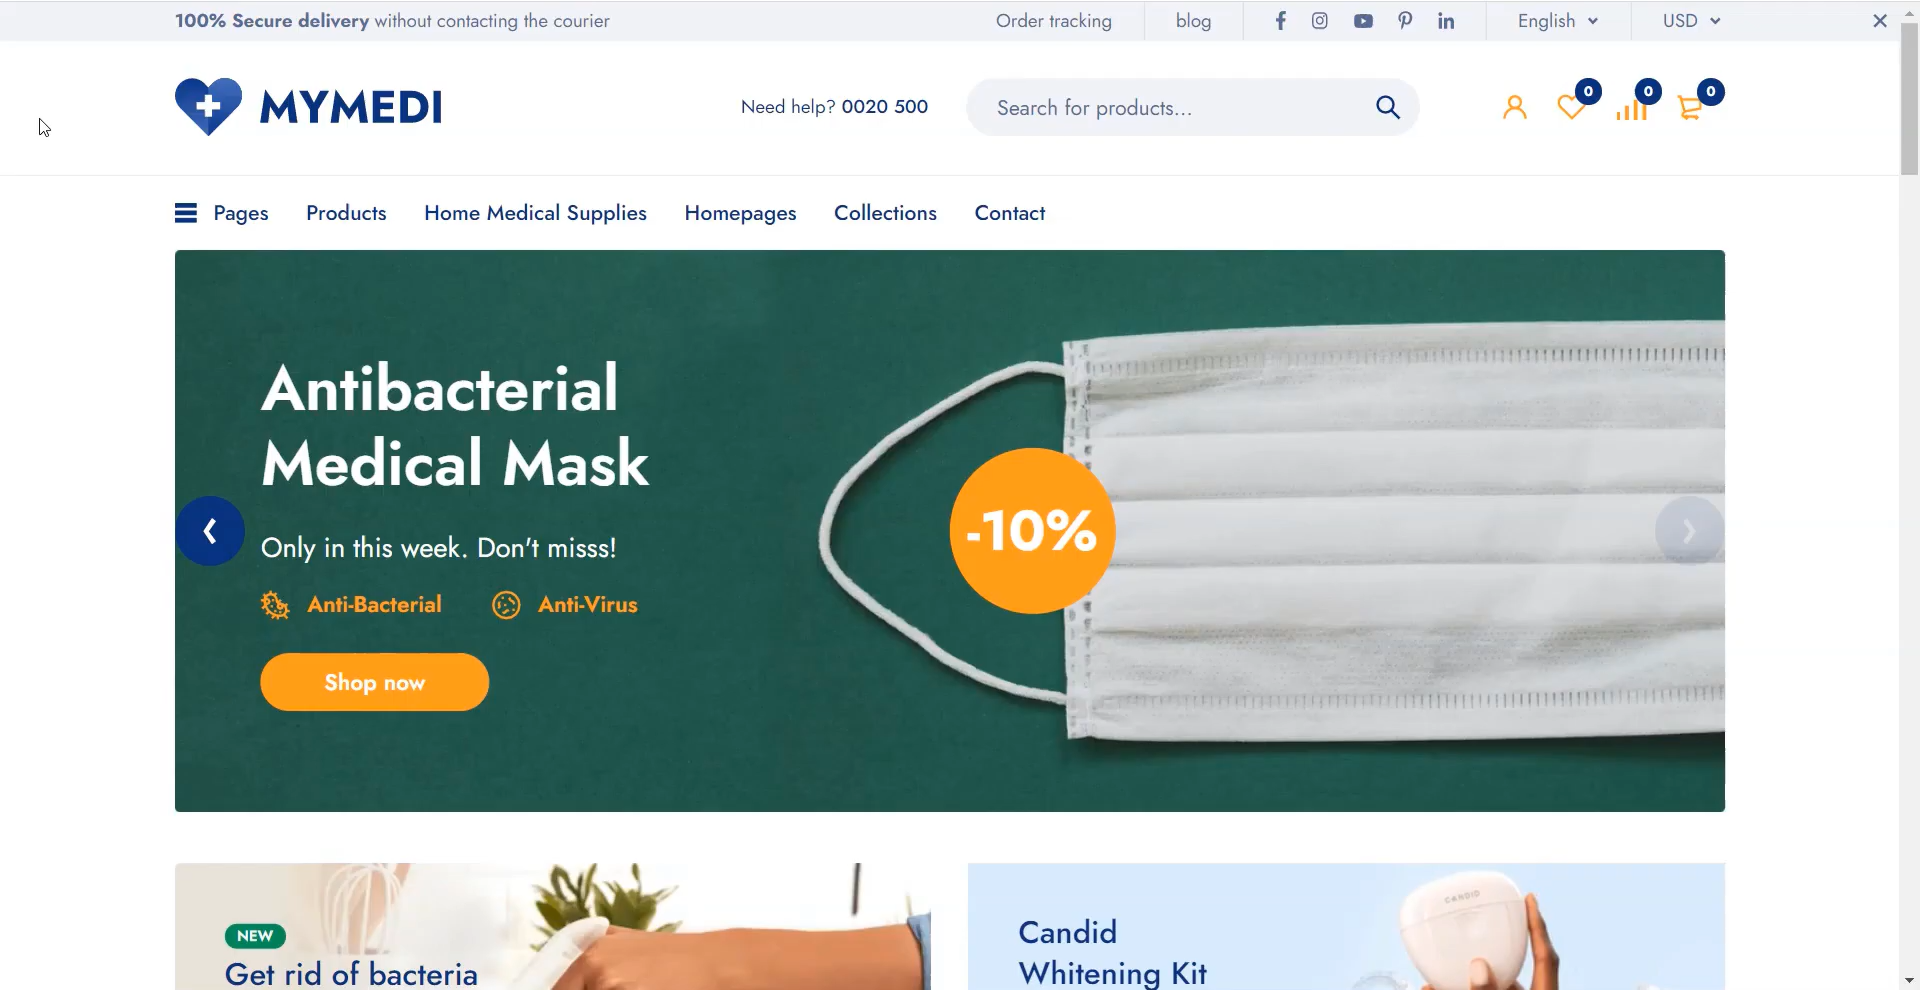 100% Secure delivery without contacting the courier
Order tracking
blog
English
USD
MYMEDI
Need help? 0020 500
Search for products...
0
0
0
Pages
Products
Home Medical Supplies
Homepages
Collections
Contact
Antibacterial
Medical Mask
-10%
Only in this week. Don't misss!
Anti-Bacterial
Anti-Virus
Shop now
NEW
Get rid of bacteria
Candid
Whitening Kit
CANDID